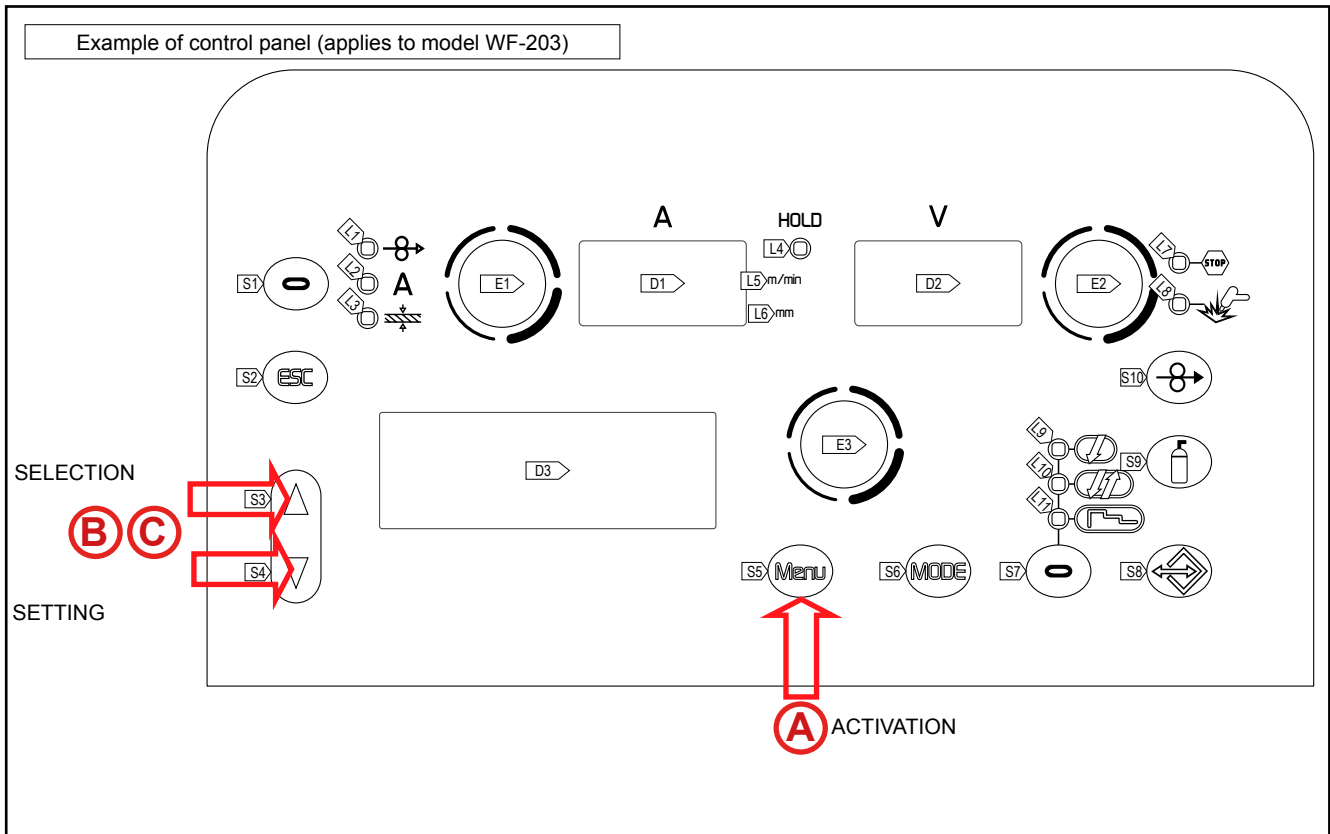 Example of control panel (applies to model WF-203)
A
HOLD
V
L1
L4
L7
STOP
L2
S1
A
E1
D1
L5 m/min
D2
E2
L8
L3
L6 mm
S2
ESC
S10
L9
SELECTION
E3
D3
L10
S9
S3
L11
B C
S4
S5
Menu
S6
MODE
S7
S8
SETTING
A ACTIVATION